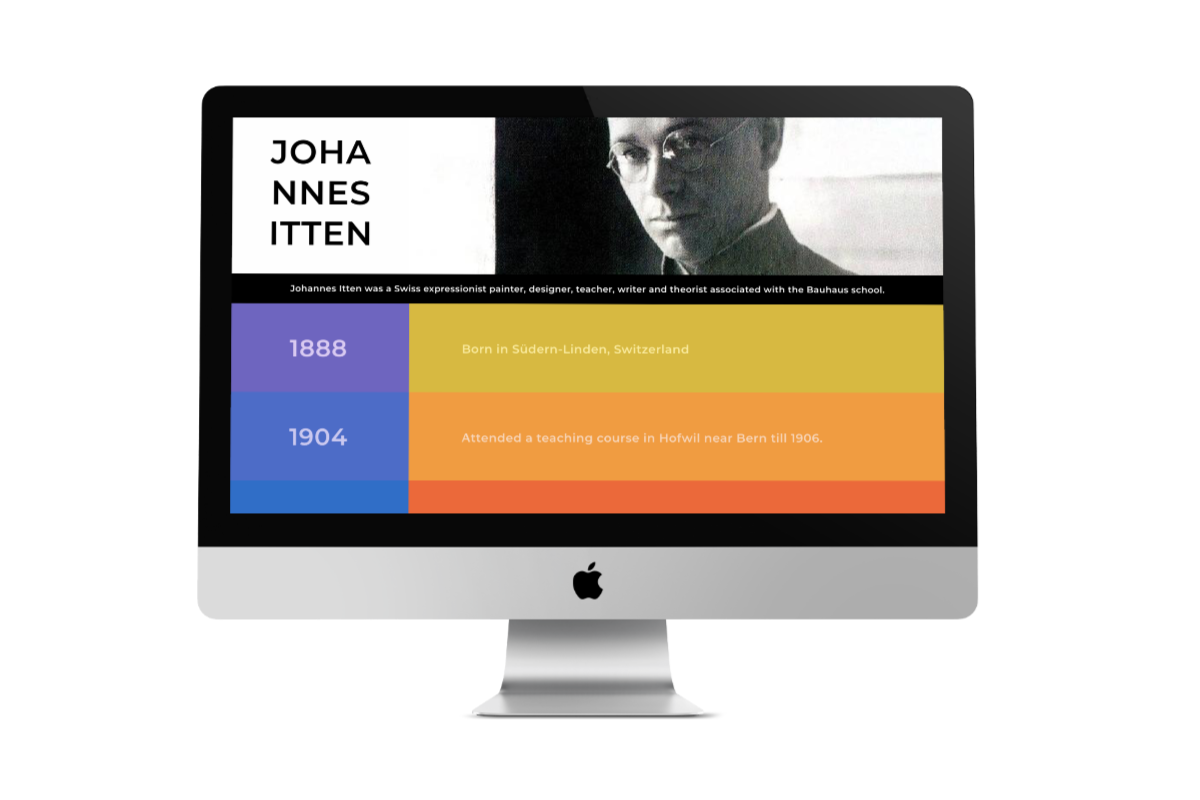 JOHA
NNES
ITTEN
Johannes Itten was a Swiss expressionist painter, designer, teacher, writer and theorist associated with the Bauhaus school.
1888
Born in Südern-Linden, Switzerland
1904
Attended a teaching course in Hofwil near Bern till 1906.